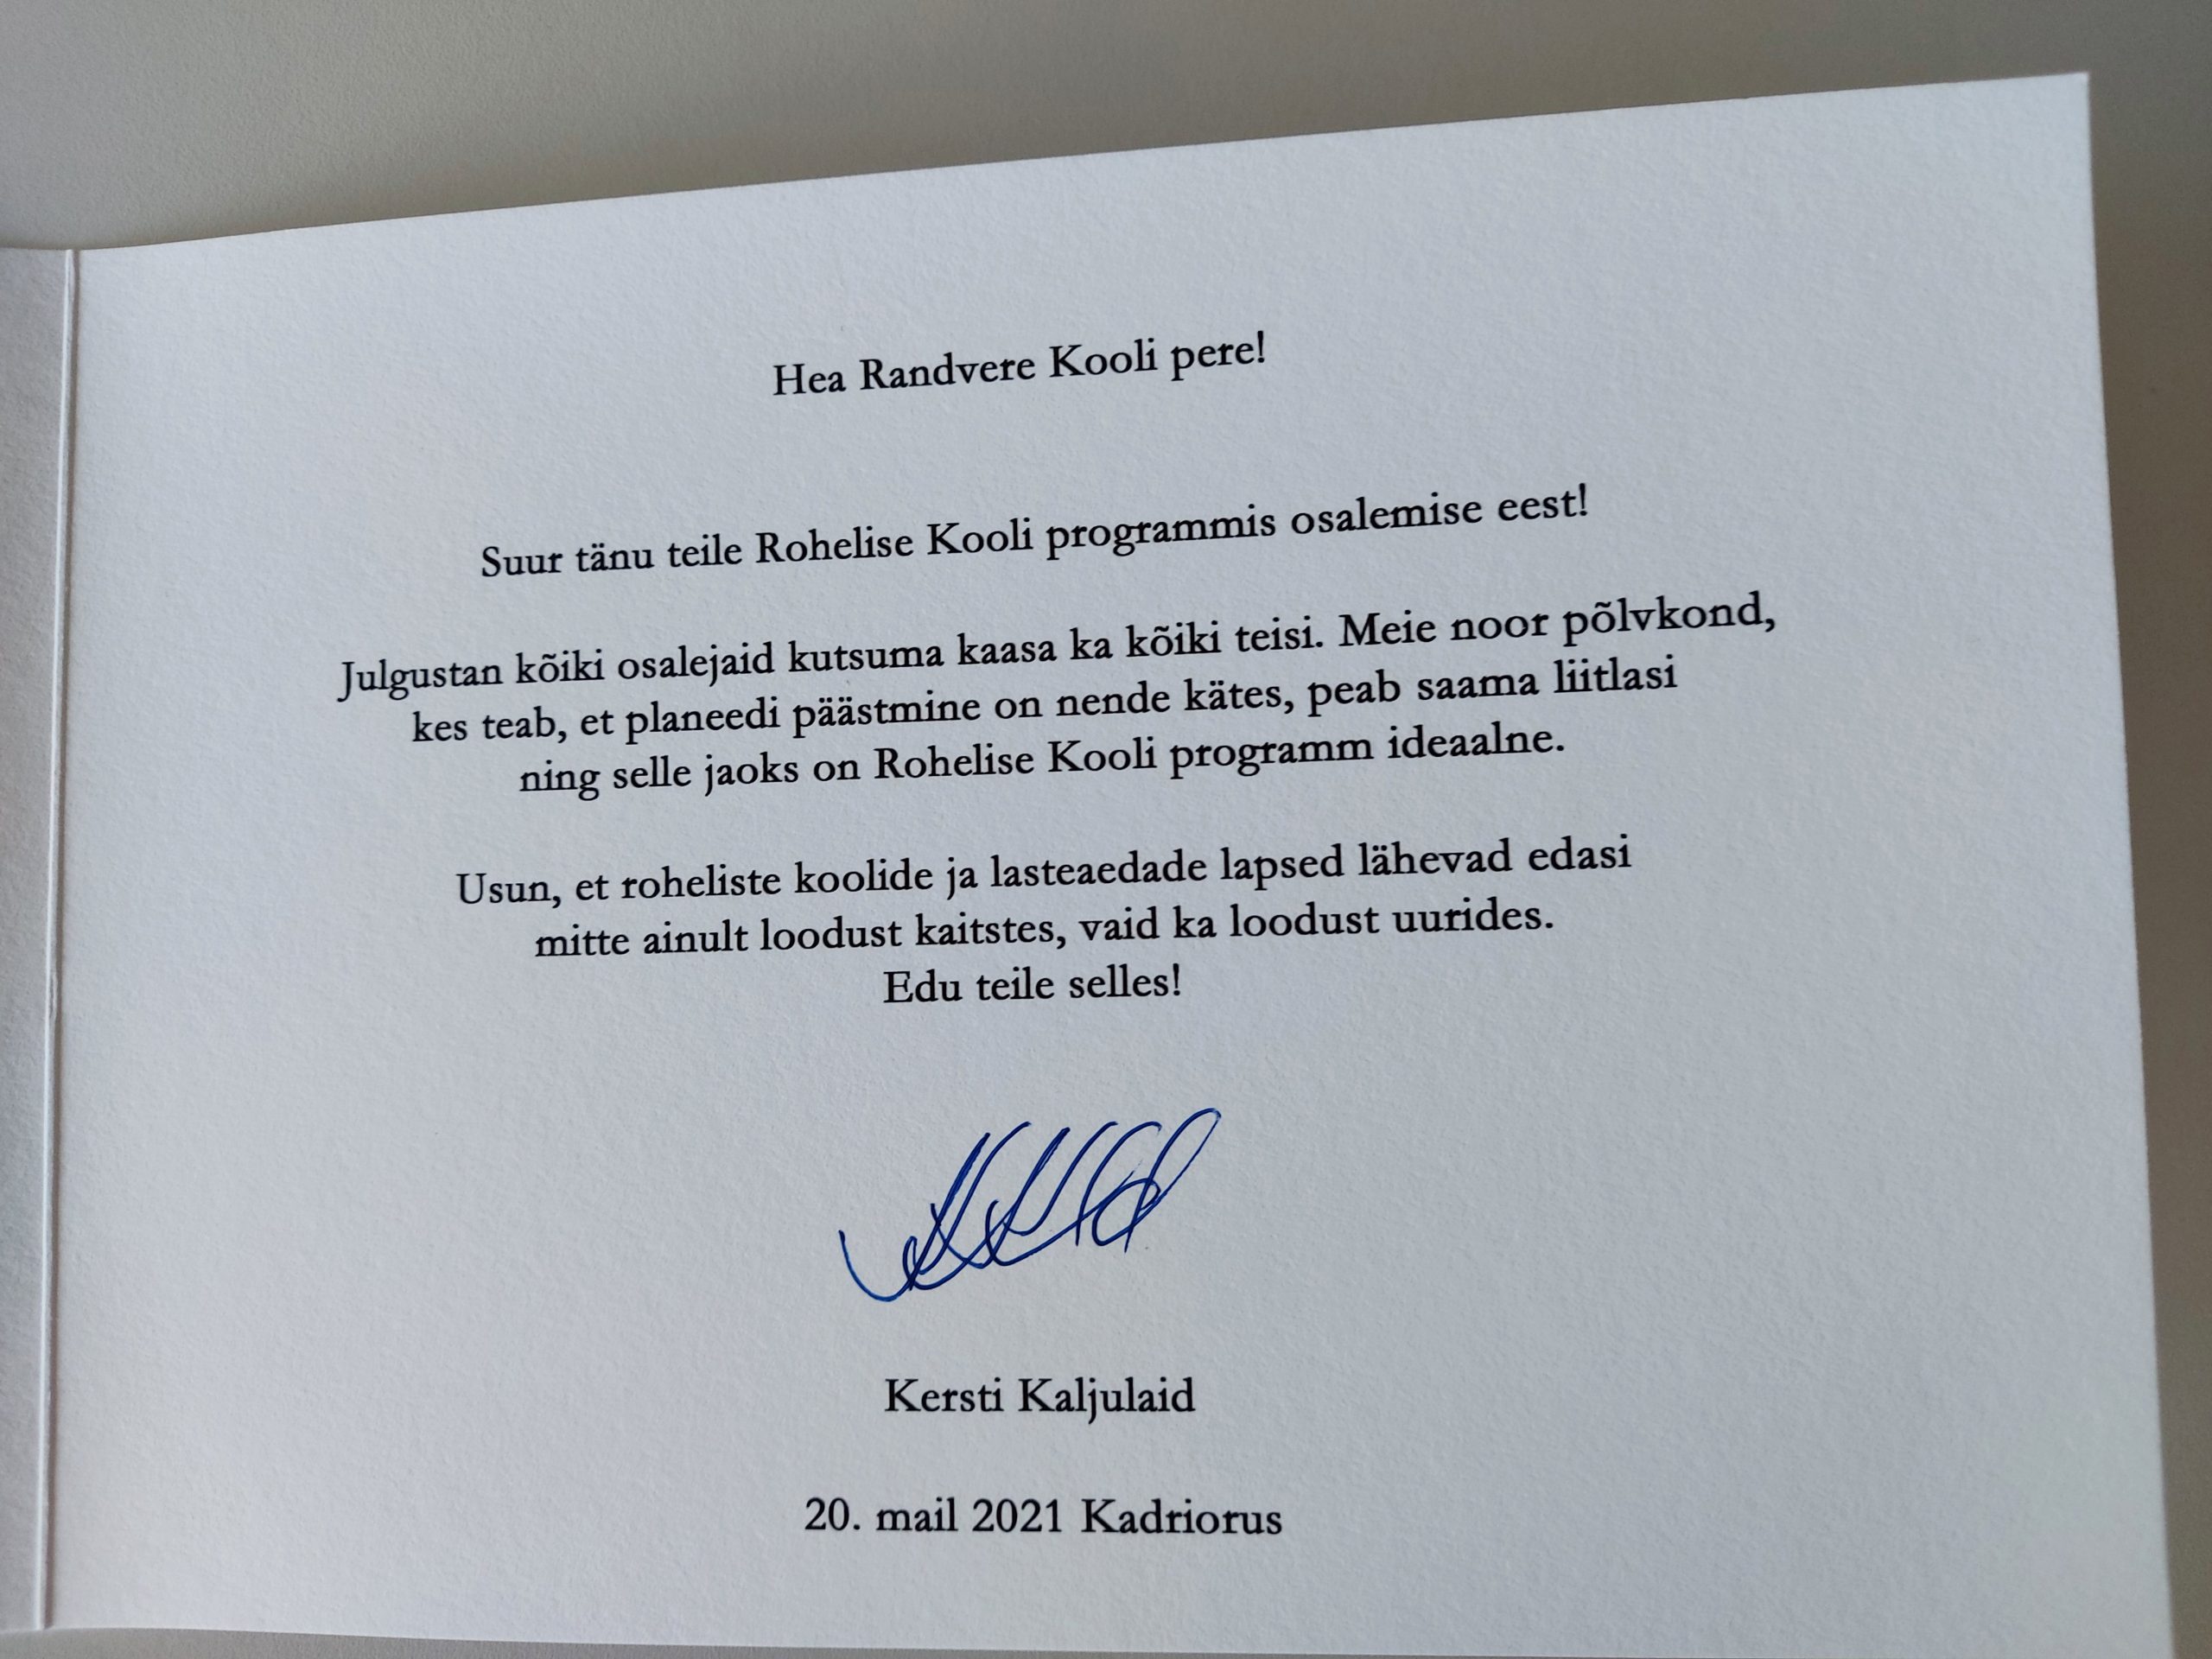 Hea Randvere Kooli pere!
Suur tänu teile Rohelise Kooli programmis osalemise eest!
Julgustan kõiki osalejaid kutsuma kaasa ka kõiki teisi. Meie noor põlvkond,
kes teab, et planeedi päästmine on nende kätes, peab saama liitlasi
ning selle jaoks on Rohelise Kooli programm ideaalne.
Usun, et roheliste koolide ja lasteaedade lapsed lähevad edasi
mitte ainult loodust kaitstes, vaid ka loodust uurides.
Edu teile selles!
Kersti Kaljulaid
20. mail 2021 Kadriorus